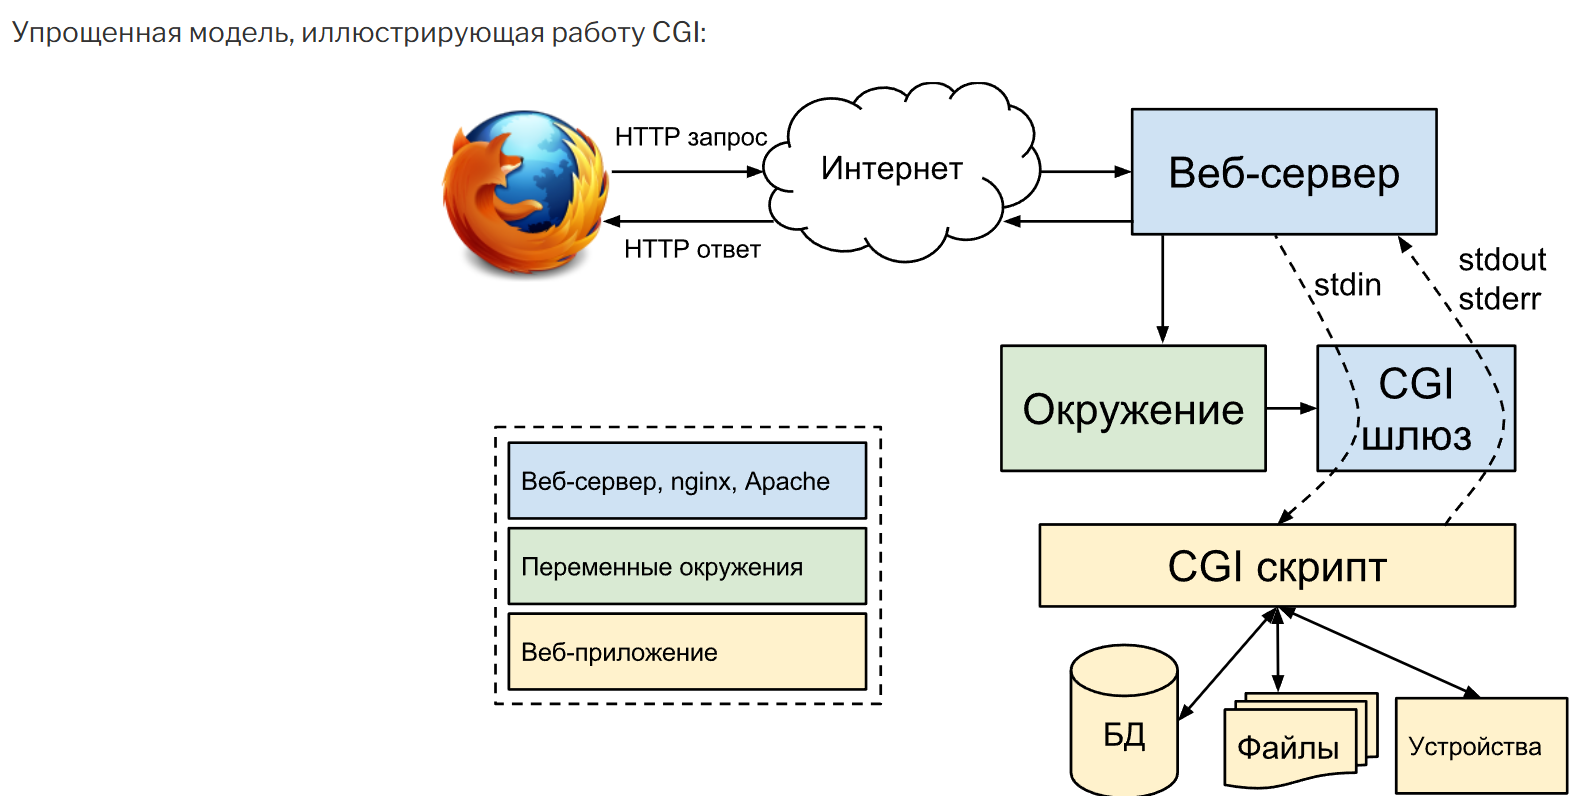 Упрощенная модель, иллюстрирующая работу CGI:
HTTP запрос
Интернет
Веб-сервер
HTTP ответ
stdin
stdout
stderr
Окружение
CGI
шлюз
Веб-сервер, nginx, Apache
Переменные окружения
Веб-приложение
CGI скрипт
БД
Файлы
Устройства